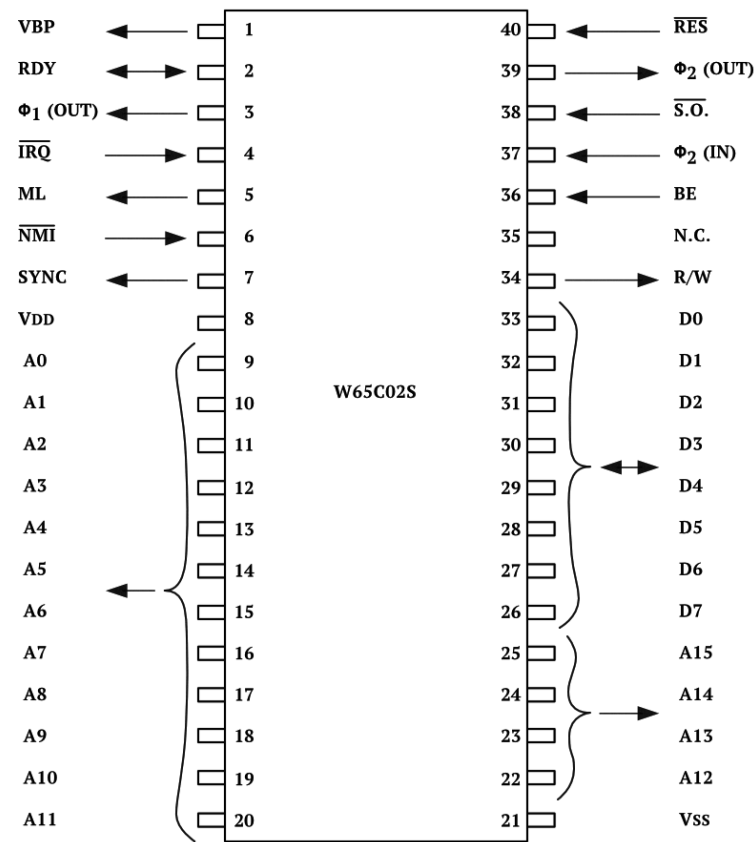 VBP 1 40 R̅E̅S̅
RDY 2 39 Φ₂ (OUT)
Φ₁ (OUT) 3 38 S̅.̅O̅.̅
I̅R̅Q̅ 4 37 Φ₂ (IN)
ML 5 36 BE
N̅M̅I̅ 6 35 N.C.
SYNC 7 34 R/W
VDD 8 33 D0
A0 9 32 D1
W65C02S
A1 10 31 D2
A2 11 30 D3
A3 12 29 D4
A4 13 28 D5
A5 14 27 D6
A6 15 26 D7
A7 16 25 A15
A8 17 24 A14
A9 18 23 A13
A10 19 22 A12
A11 20 21 VSS